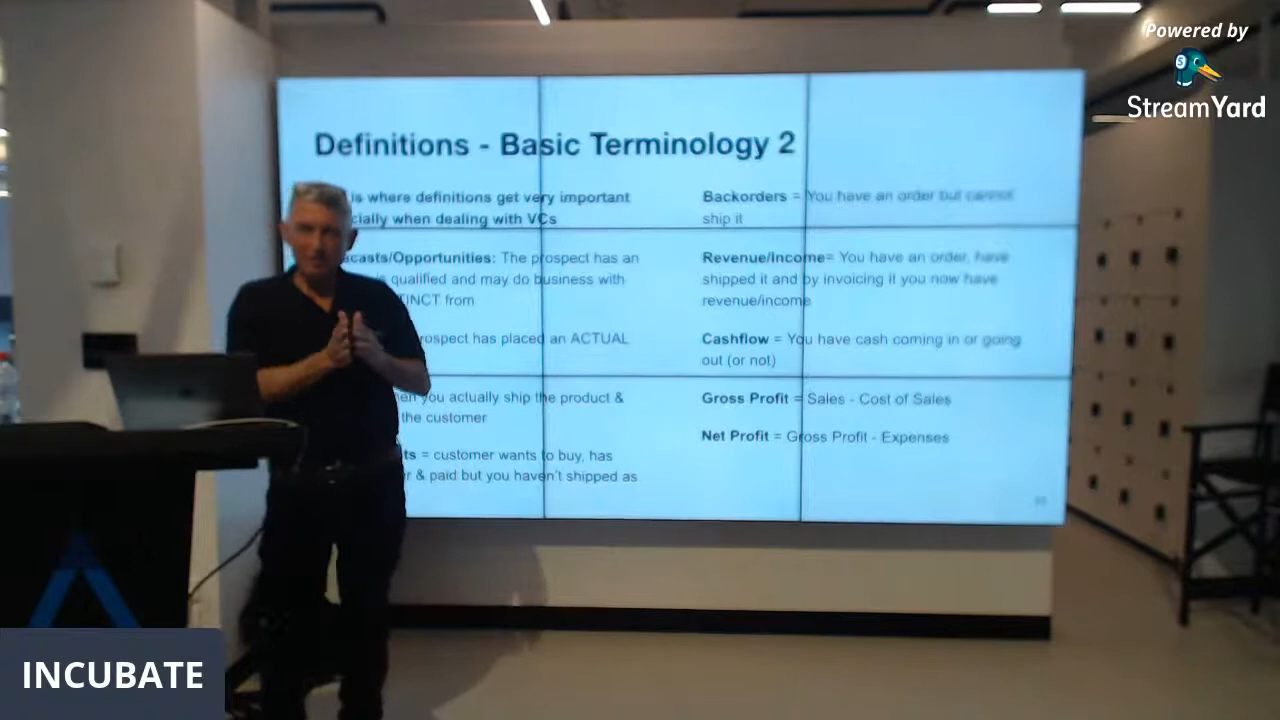 Powered by
StreamYard
Definitions - Basic Terminology 2
is where definitions get very important
cially when dealing with VCs
casts/Opportunities: The prospect has an
is qualified and may do business with
TINCT from
rospect has placed an ACTUAL
en you actually ship the product &
the customer
ts = customer wants to buy, has
r & paid but you haven't shipped as
Backorders = You have an order but cannot
ship it
Revenue/Income= You have an order, have
shipped it and by invoicing it you now have
revenue/income
Cashflow = You have cash coming in or going
out (or not)
Gross Profit = Sales - Cost of Sales
Net Profit = Gross Profit - Expenses
INCUBATE